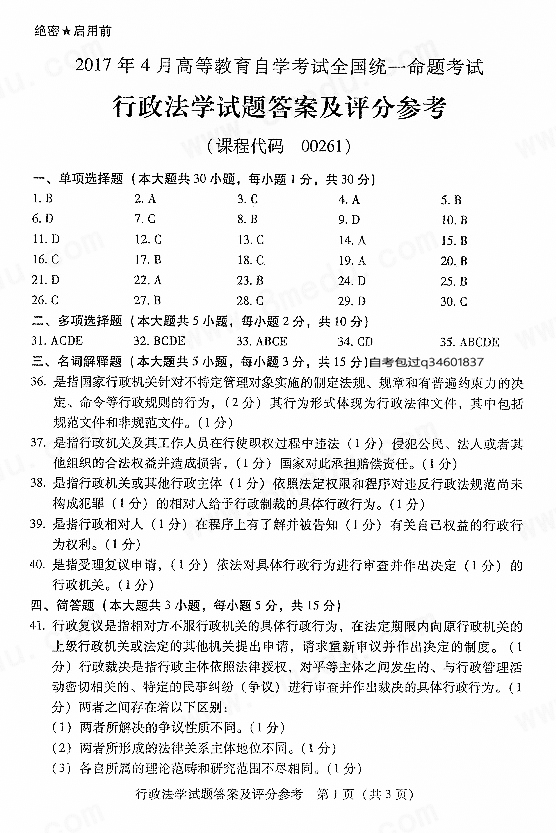 绝密★启用前
2017 年 4 月高等教育自学考试全国统一命题考试
行政法学试题答案及评分参考
(课程代码 00261)
一、单项选择题(本大题共 30 小题，每小题 1 分，共 30 分)
1. B 2. A 3. C 4. A 5. B
6. D 7. C 8. B 9. D 10. B
11. D 12. C 13. C 14. A 15. B
16. C 17. B 18. C 19. A 20. B
21. D 22. A 23. B 24. D 25. B
26. C 27. B 28. C 29. D 30. C
二、多项选择题(本大题共 5 小题，每小题 2 分，共 10 分)
31. ACDE 32. BCDE 33. ABCE 34. CD 35. ABCDE
三、名词解释题(本大题共 5 小题，每小题 3 分，共 15 分)自考包过q34601837
36. 是指国家行政机关针对不特定管理对象实施的制定法规、规章和有普遍约束力的决
定、命令等行政规则的行为，(2 分) 其行为形式体现为行政法律文件，其中包括
规范文件和非规范文件。(1 分)
37. 是指行政机关及其工作人员在行使职权过程中违法 (1 分) 侵犯公民、法人或者其
他组织的合法权益并造成损害，(1 分) 国家对此承担赔偿责任。(1 分)
38. 是指行政机关或其他行政主体 (1 分) 依照法定权限和程序对违反行政法规范尚未
构成犯罪 (1 分) 的相对人给于行政制裁的具体行政行为。(1 分)
39. 是指行政相对人 (1 分) 在程序上有了解并被告知 (1 分) 有关自己权益的行政行
为权利。(1 分)
40. 是指受理复议申请，(1 分) 依法对具体行政行为进行审查并作出决定 (1 分) 的
行政机关。(1 分)
四、简答题(本大题共 3 小题，每小题 5 分，共 15 分)
41. 行政复议是指相对方不服行政机关的具体行政行为，在法定期限内向原行政机关的
上级行政机关或法定的其他机关提出申请，请求重新审议并作出决定的制度。(1
分) 行政裁决是指行政主体依照法律授权，对平等主体之间发生的、与行政管理活
动密切相关的、特定的民事纠纷 (争议) 进行审查并作出裁决的具体行政行为。(1
分) 两者之间存在着以下区别：
(1) 两者所解决的争议性质不同。(1 分)
(2) 两者所形成的法律关系主体地位不同。(1 分)
(3) 各自所属的理论范畴和研究范围不尽相同。(1 分)
行政法学试题答案及评分参考 第 1 页 (共 3 页)